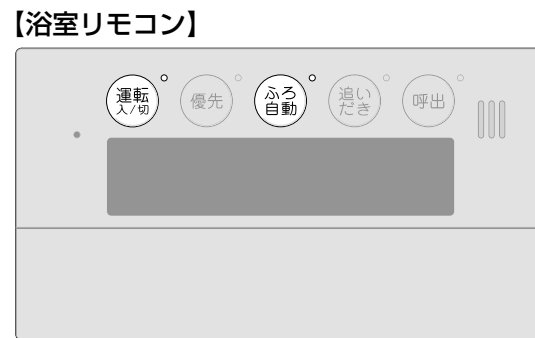 【浴室リモコン】
運転
入/切
優先
ふろ
自動
追い
だき
呼出